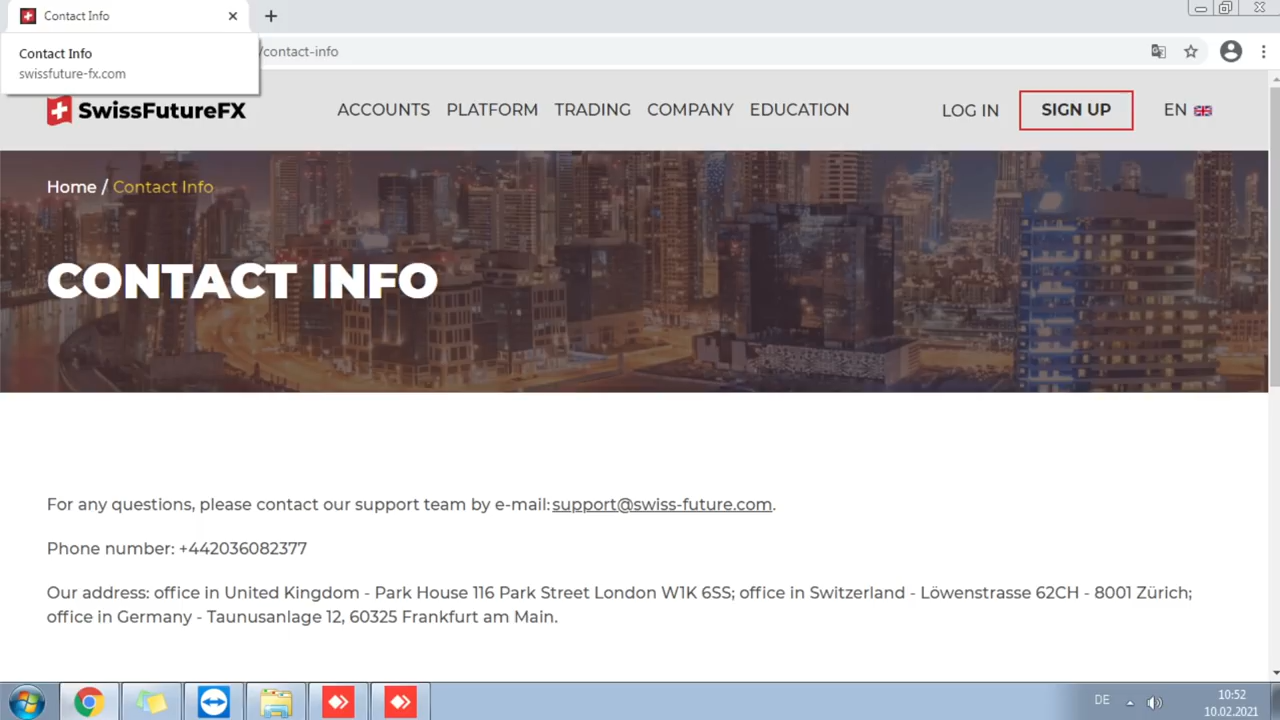 Contact Info
Contact Info
swissfuture-fx.com
/contact-info
SwissFutureFX
ACCOUNTS PLATFORM TRADING COMPANY EDUCATION LOG IN SIGN UP EN
Home / Contact Info
CONTACT INFO
For any questions, please contact our support team by e-mail: support@swiss-future.com.
Phone number: +442036082377
Our address: office in United Kingdom - Park House 116 Park Street London W1K 6SS; office in Switzerland - Löwenstrasse 62CH - 8001 Zürich;
office in Germany - Taunusanlage 12, 60325 Frankfurt am Main.
DE 10:52
10.02.2021